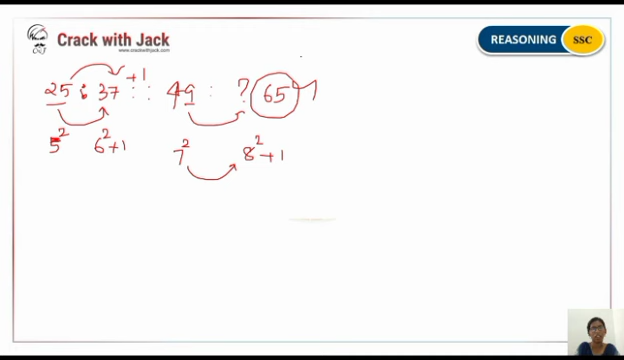 Crack with Jack
www.crackwithjack.com
REASONING SSC
+1
25 : 37 :: 49 : ? 65
5² 6²+1 7² 8²+1